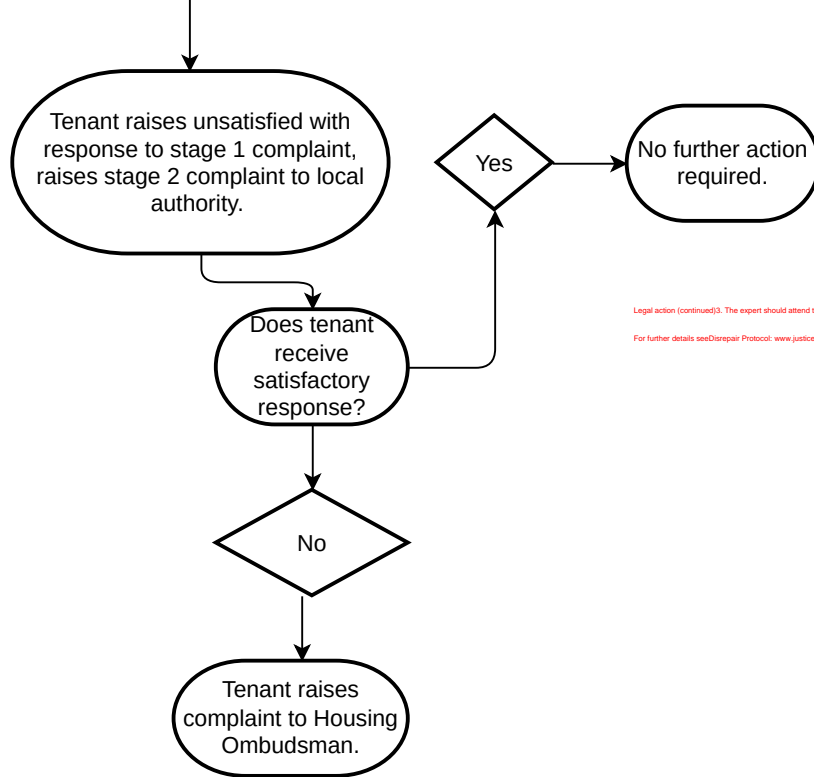 Tenant raises unsatisfied with
response to stage 1 complaint,
raises stage 2 complaint to local
authority.
Yes
No further action
required.
Legal action (continued)3. The expert should attend t
For further details seeDisrepair Protocol: www.justice
Does tenant
receive
satisfactory
response?
No
Tenant raises
complaint to Housing
Ombudsman.